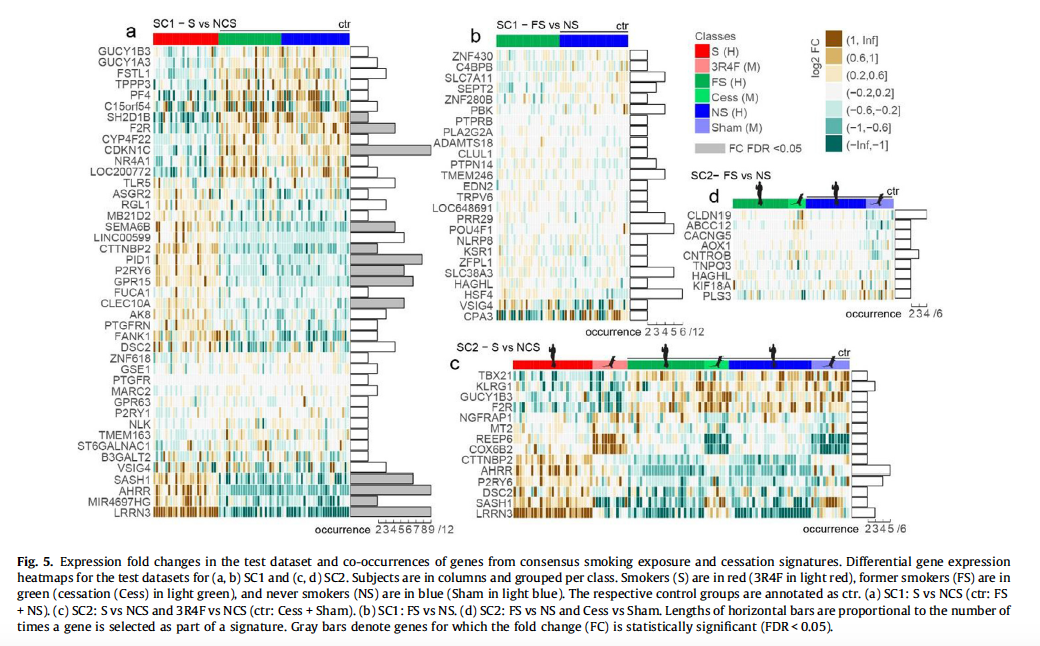 a
SC1 – S vs NCS
ctr
GUCY1B3
GUCY1A3
FSTL1
TPPP3
PF4
C15orf54
SH2D1B
F2R
CYP4F22
CDKN1C
NR4A1
LOC200772
TLR5
ASGR2
RGL1
MB21D2
SEMA6B
LINC00599
CTTNBP2
PID1
P2RY6
GPR15
FUCA1
CLEC10A
AK8
PTGFRN
FANK1
DSC2
ZNF618
GSE1
PTGFR
MARC2
GPR63
P2RY1
NLK
TMEM163
ST6GALNAC1
B3GALT2
VSIG4
SASH1
AHRR
MIR4697HG
LRRN3
occurrence 23456789/12
b
SC1 – FS vs NS
ctr
ZNF430
C4BPB
SLC7A11
SEPT2
ZNF280B
PBK
PTPRB
PLA2G2A
ADAMTS18
CLUL1
PTPN14
TMEM246
EDN2
TRPV6
LOC648691
PRR29
POU4F1
NLRP8
KSR1
ZFPL1
SLC38A3
HAGHL
HSF4
VSIG4
CPA3
occurrence 2 3 4 5 6 /12
Classes
S (H)
3R4F (M)
FS (H)
Cess (M)
NS (H)
Sham (M)
FC FDR <0.05
log2 FC
(1, Inf]
(0.6,1]
(0.2,0.6]
(−0.2,0.2]
(−0.6,−0.2]
(−1,−0.6]
(−Inf,−1]
SC2– FS vs NS
d
ctr
CLDN19
ABCC12
CACNG5
AOX1
CNTROB
TNPO3
HAGHL
KIF18A
PLS3
occurrence 234 /6
SC2 – S vs NCS
c
ctr
TBX21
KLRG1
GUCY1B3
F2R
NGFRAP1
MT2
REEP6
COX6B2
CTTNBP2
AHRR
P2RY6
DSC2
SASH1
LRRN3
occurrence 2345 /6
Fig. 5. Expression fold changes in the test dataset and co-occurrences of genes from consensus smoking exposure and cessation signatures. Differential gene expression
heatmaps for the test datasets for (a, b) SC1 and (c, d) SC2. Subjects are in columns and grouped per class. Smokers (S) are in red (3R4F in light red), former smokers (FS) are in
green (cessation (Cess) in light green), and never smokers (NS) are in blue (Sham in light blue). The respective control groups are annotated as ctr. (a) SC1: S vs NCS (ctr: FS
+ NS). (c) SC2: S vs NCS and 3R4F vs NCS (ctr: Cess + Sham). (b) SC1: FS vs NS. (d) SC2: FS vs NS and Cess vs Sham. Lengths of horizontal bars are proportional to the number of
times a gene is selected as part of a signature. Gray bars denote genes for which the fold change (FC) is statistically significant (FDR < 0.05).